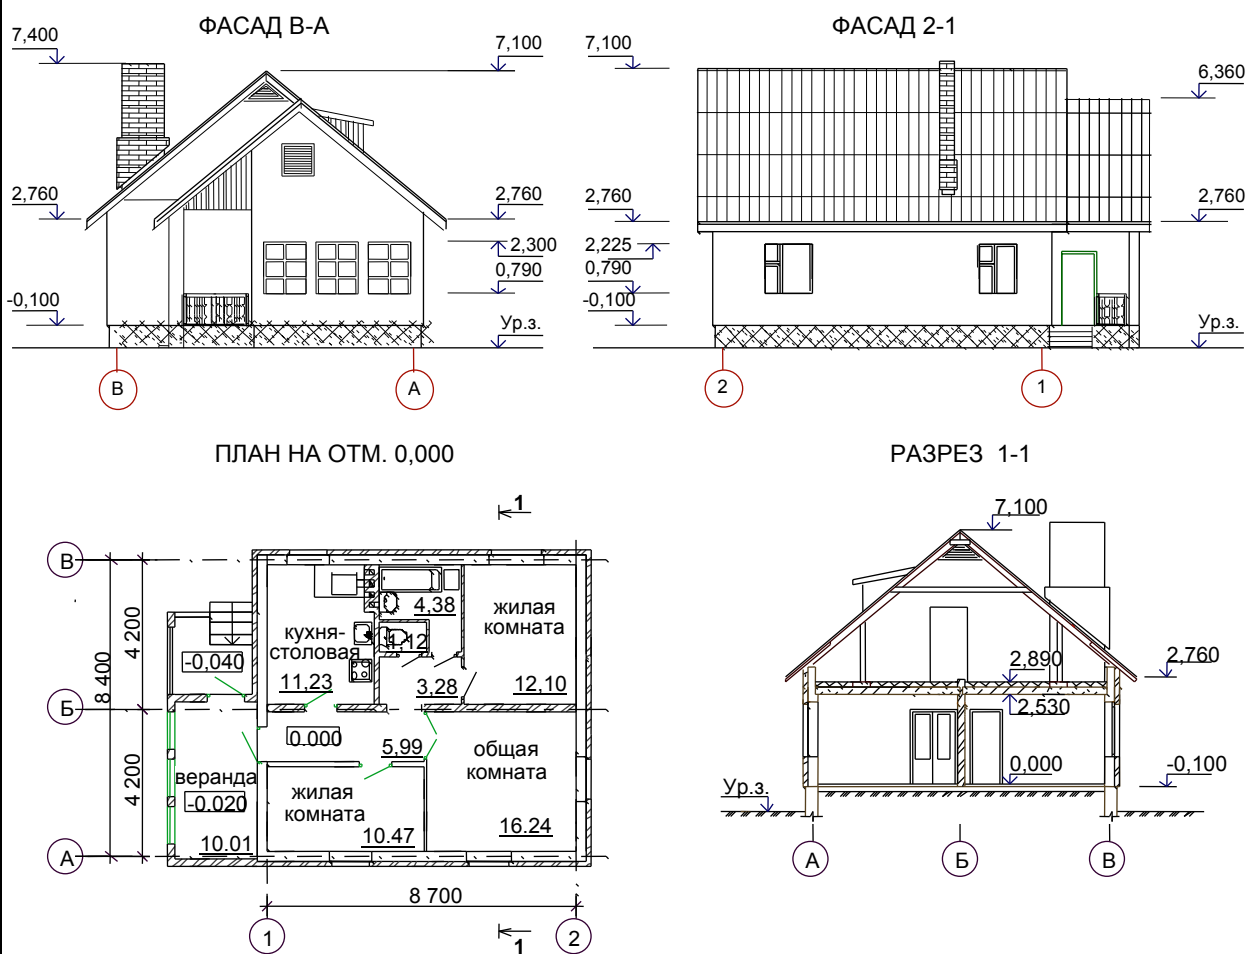 ФАСАД В-А
7,400
7,100
2,760
2,760
2,300
0,790
-0,100
Ур.з.
В
А
ФАСАД 2-1
7,100
6,360
2,760
2,760
2,225
0,790
-0,100
Ур.з.
2
1
ПЛАН НА ОТМ. 0,000
1
В
4 200
8 400
4,38
жилая
комната
кухня-
столовая
1,12
-0,040
11,23
3,28
12,10
Б
0.000
5,99
общая
комната
4 200
веранда
-0.020
жилая
комната
10.01
10.47
16.24
А
8 700
1
2
1
РАЗРЕЗ 1-1
7,100
2,890
2,760
2,530
0,000
-0,100
Ур.з.
А
Б
В